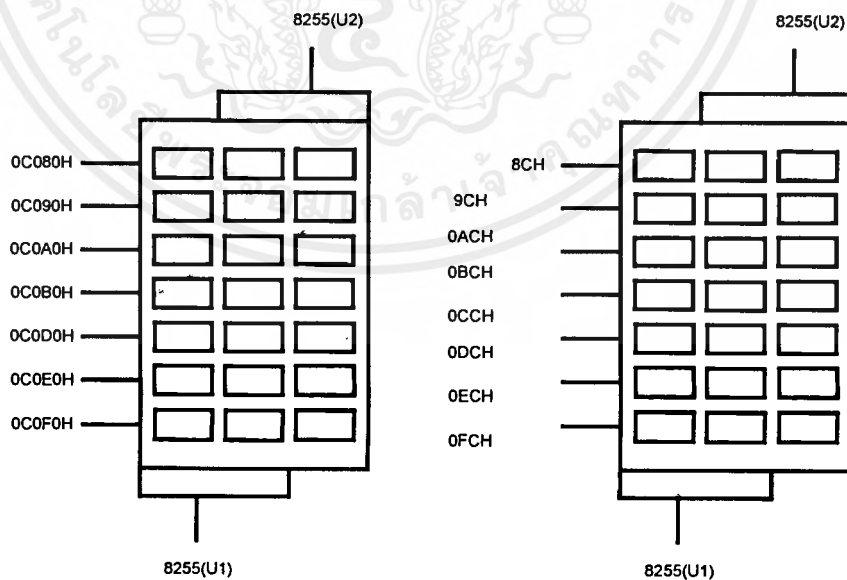 8255(U2)
0C080H
0C090H
0C0A0H
0C0B0H
0C0D0H
0C0E0H
0C0F0H
8255(U1)
8255(U2)
8CH
9CH
0ACH
0BCH
0CCH
0DCH
0ECH
0FCH
8255(U1)